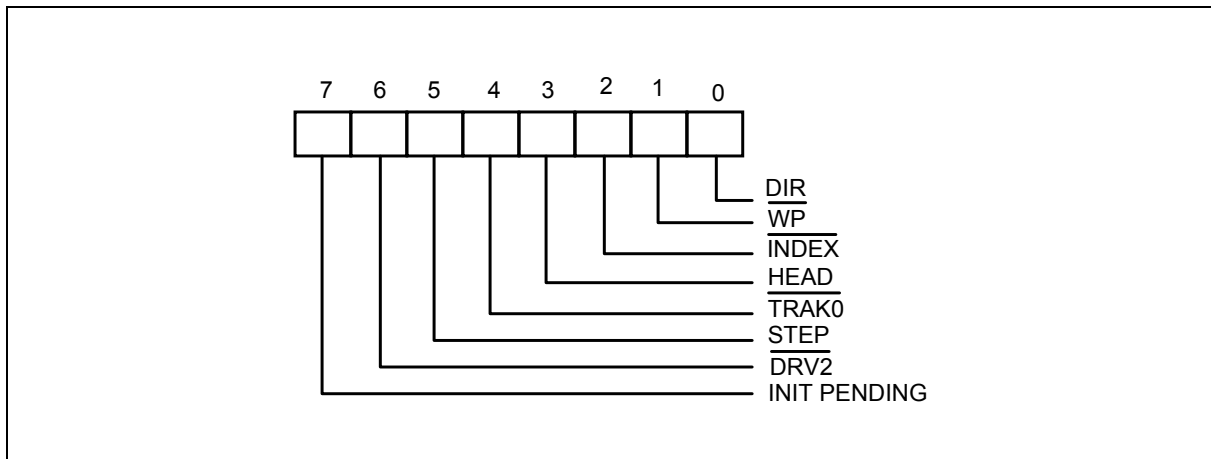 7 6 5 4 3 2 1 0
DIR
WP
INDEX
HEAD
TRAK0
STEP
DRV2
INIT PENDING